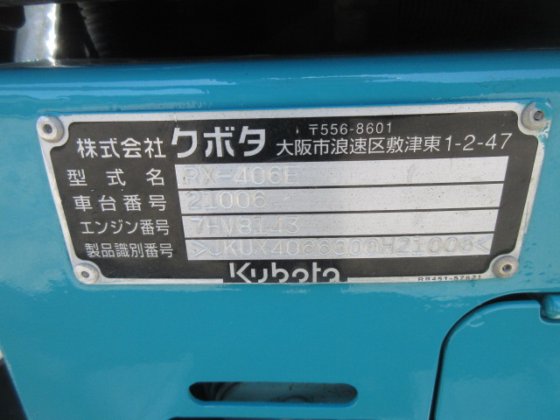 〒556-8601
株式会社 クボタ 大阪市浪速区敷津東1-2-47
型式名 RX-406E
車台番号 21006
エンジン番号 7HV8143
製品識別番号
Kubota